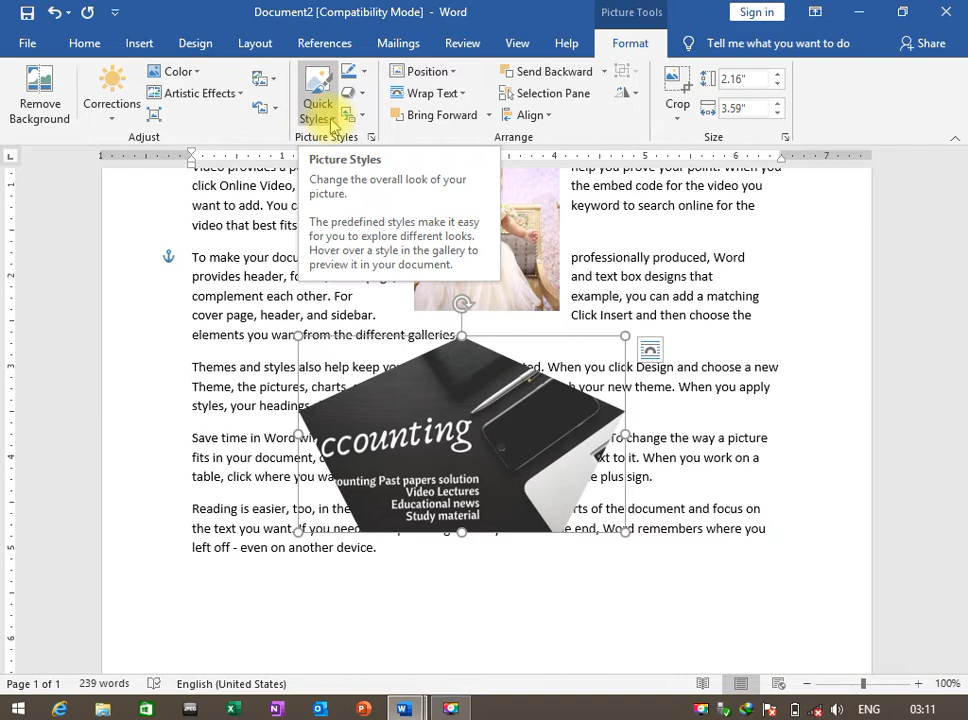 Document2 [Compatibility Mode] - Word
Picture Tools
Sign in
File
Home
Insert
Design
Layout
References
Mailings
Review
View
Help
Format
Tell me what you want to do
Share
Remove Background
Corrections
Color
Artistic Effects
Adjust
Quick Styles
Picture Styles
Position
Wrap Text
Bring Forward
Send Backward
Selection Pane
Align
Arrange
Crop
2.16"
3.59"
Size
Picture Styles
Change the overall look of your
picture.
The predefined styles make it easy
for you to explore different looks.
Hover over a style in the gallery to
preview it in your document.
click Online Video, the embed code for the video you
want to add. You ca keyword to search online for the
video that best fits
To make your docu professionally produced, Word
provides header, fo and text box designs that
complement each other. For example, you can add a matching
cover page, header, and sidebar. Click Insert and then choose the
elements you want from the different galleries.
Themes and styles also help keep When you click Design and choose a new
Theme, the pictures, charts, your new theme. When you apply
styles, your headings
Save time in Word To change the way a picture
fits in your document, to it. When you work on a
table, click where you plus sign.
Reading is easier, too, in the parts of the document and focus on
the text you want. If you need end, Word remembers where you
left off - even on another device.
ccounting
ounting Past papers solution
Video Lectures
Educational news
Study material
Page 1 of 1
239 words
English (United States)
100%
ENG
03:11